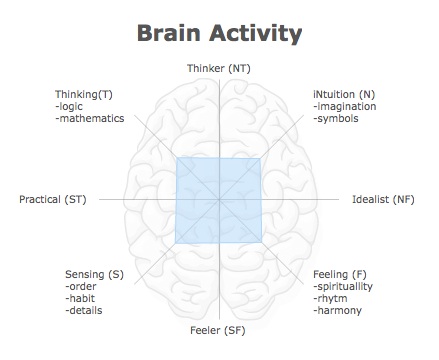 Brain Activity
Thinker (NT)
Thinking(T)
-logic
-mathematics
iNtuition (N)
-imagination
-symbols
Practical (ST)
Idealist (NF)
Sensing (S)
-order
-habit
-details
Feeling (F)
-spirituallity
-rhytm
-harmony
Feeler (SF)